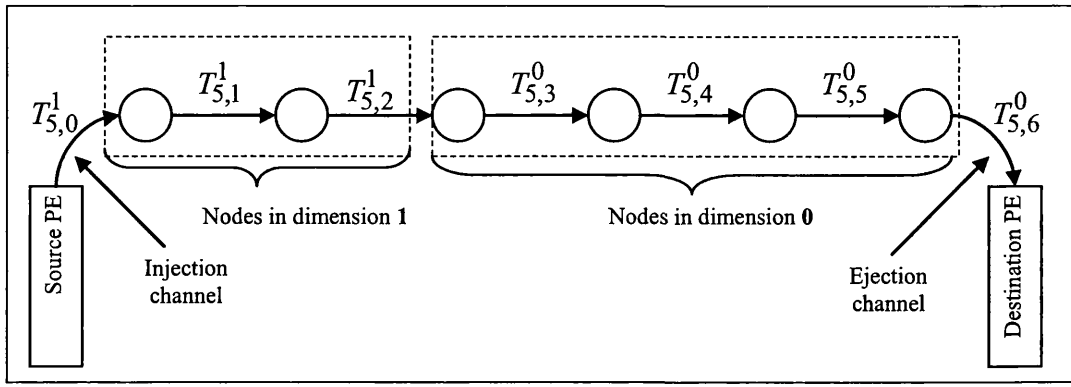 T^1_{5,0}
T^1_{5,1}
T^1_{5,2}
T^0_{5,3}
T^0_{5,4}
T^0_{5,5}
T^0_{5,6}
Source PE
Injection
channel
Nodes in dimension 1
Nodes in dimension 0
Ejection
channel
Destination PE